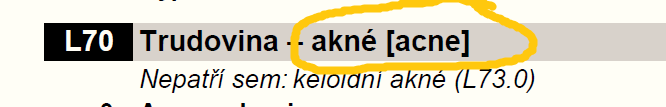 L70 Trudovina – akné [acne]
Nepatří sem: keloidní akné (L73.0)